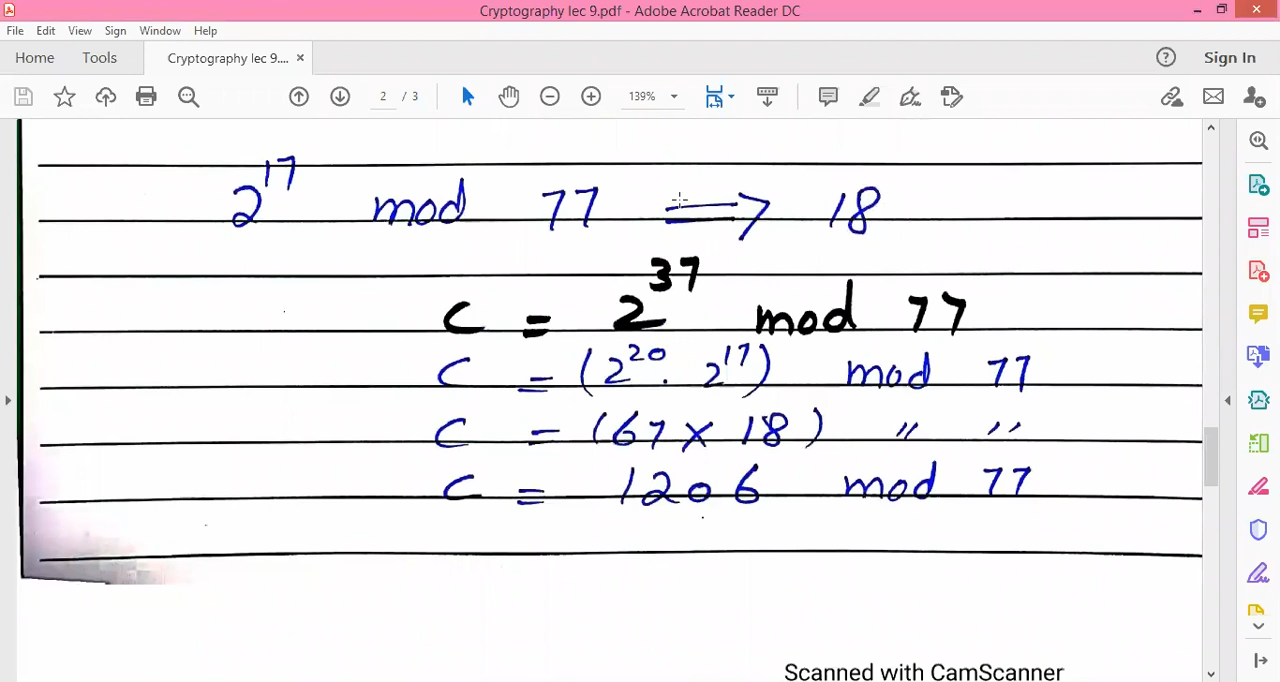 Cryptography lec 9.pdf - Adobe Acrobat Reader DC
File Edit View Sign Window Help
Home Tools Cryptography lec 9.... × Sign In
2 / 3 139%
2^17 mod 77 ⟹ 18
C = 2^37 mod 77
C = (2^20 . 2^17) mod 77
C = (67 × 18) " "
C = 1206 mod 77
Scanned with CamScanner